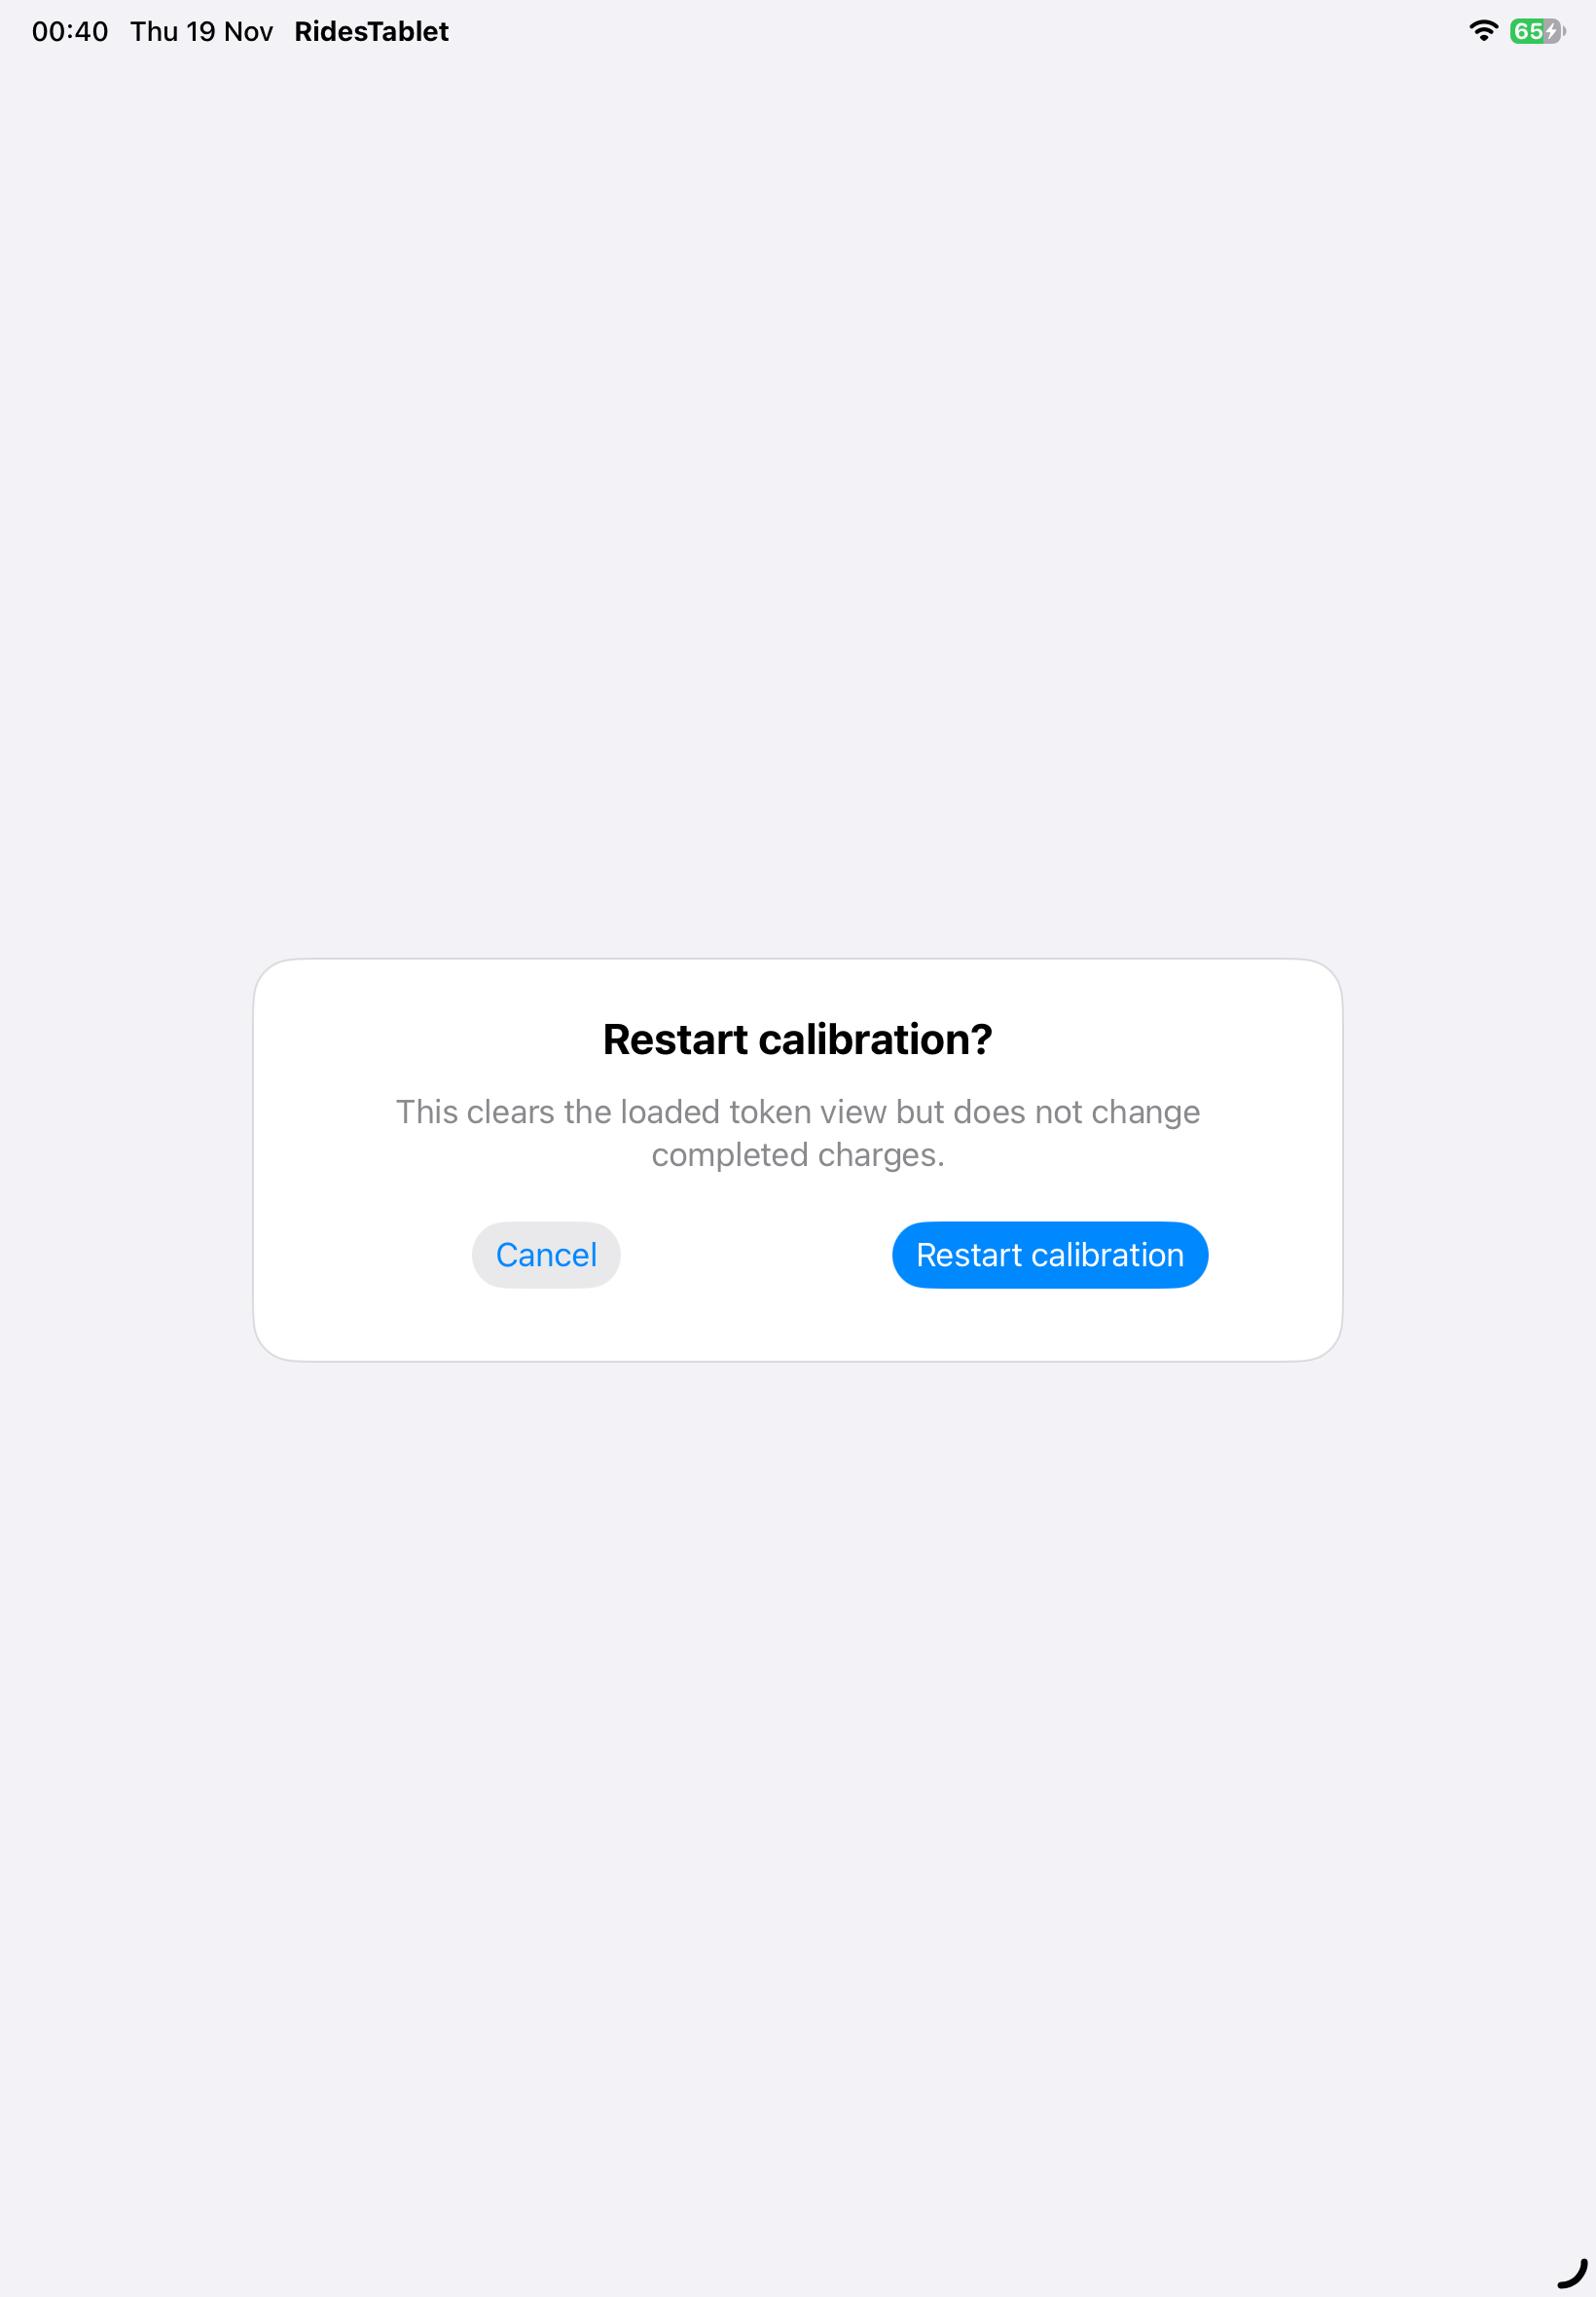 00:40 Thu 19 Nov RidesTablet 65
Restart calibration?
This clears the loaded token view but does not change
completed charges.
Cancel Restart calibration